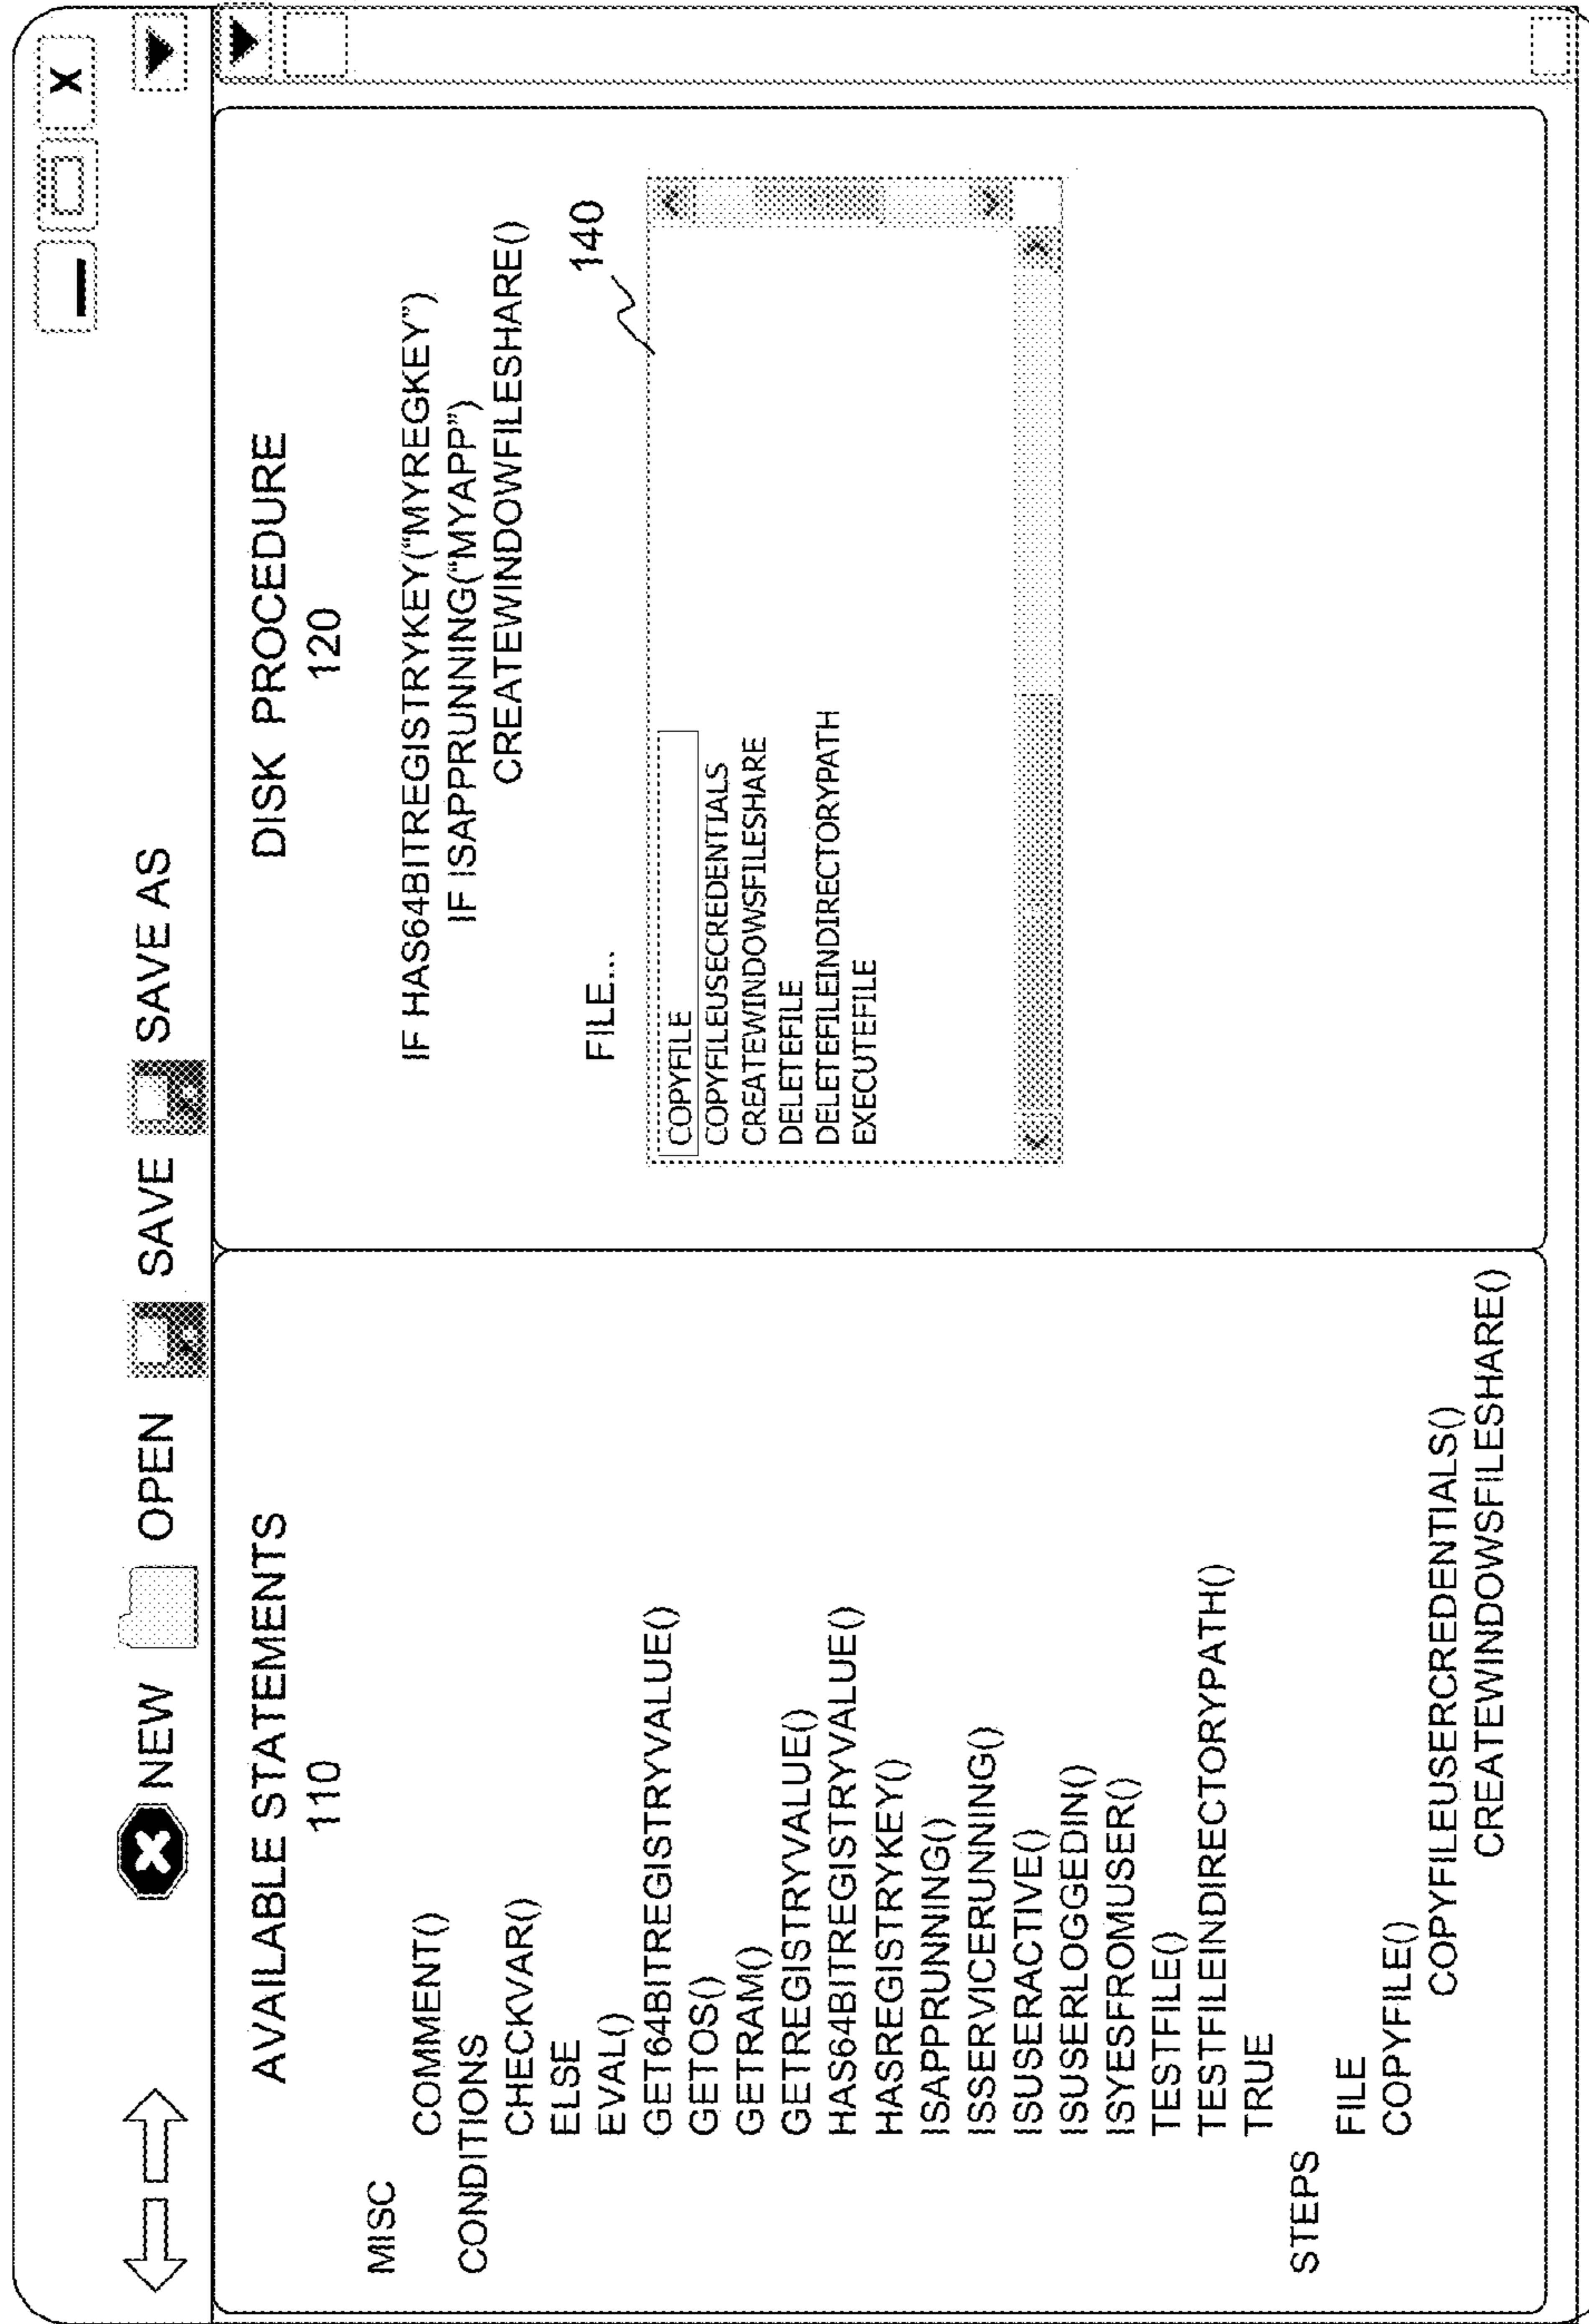 X
NEW OPEN SAVE SAVE AS
AVAILABLE STATEMENTS
110
MISC
COMMENT()
CONDITIONS
CHECKVAR()
ELSE
EVAL()
GET64BITREGISTRYVALUE()
GETOS()
GETRAM()
GETREGISTRYVALUE()
HAS64BITREGISTRYVALUE()
HASREGISTRYKEY()
ISAPPRUNNING()
ISSERVICERUNNING()
ISUSERACTIVE()
ISUSERLOGGEDIN()
ISYESFROMUSER()
TESTFILE()
TESTFILEINDIRECTORYPATH()
TRUE
STEPS
FILE
COPYFILE()
COPYFILEUSERCREDENTIALS()
CREATEWINDOWSFILESHARE()
DISK PROCEDURE
120
IF HAS64BITREGISTRYKEY("MYREGKEY")
IF ISAPPRUNNING("MYAPP")
CREATEWINDOWFILESHARE()
FILE...
140
COPYFILE
COPYFILEUSECREDENTIALS
CREATEWINDOWSFILESHARE
DELETEFILE
DELETEFILEINDIRECTORYPATH
EXECUTEFILE